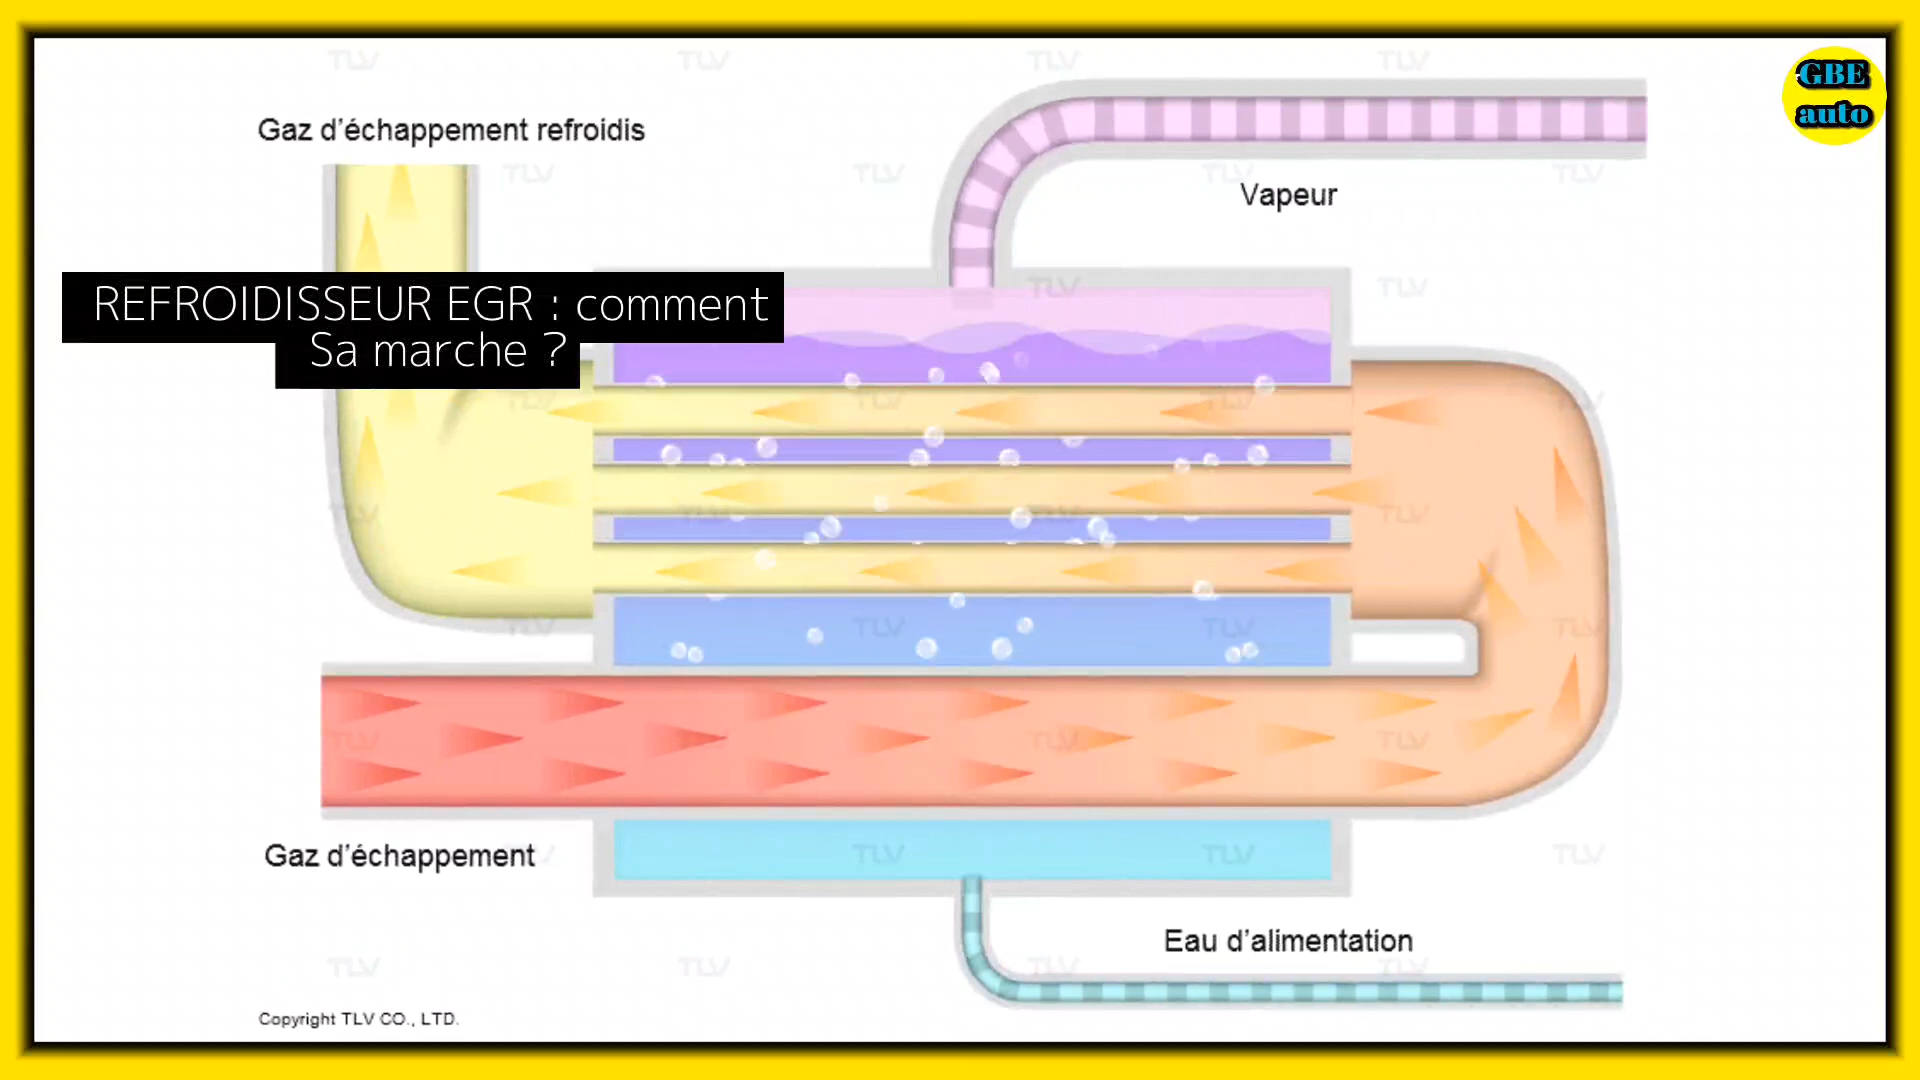 GBE
auto
Gaz d'échappement refroidis
Vapeur
REFROIDISSEUR EGR : comment
Sa marche ?
Gaz d'échappement
Eau d'alimentation
Copyright TLV CO., LTD.
TLV